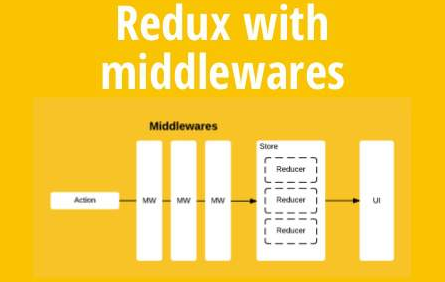 Redux with
middlewares
Middlewares
Store
Reducer
Action
MW
MW
MW
Reducer
UI
Reducer